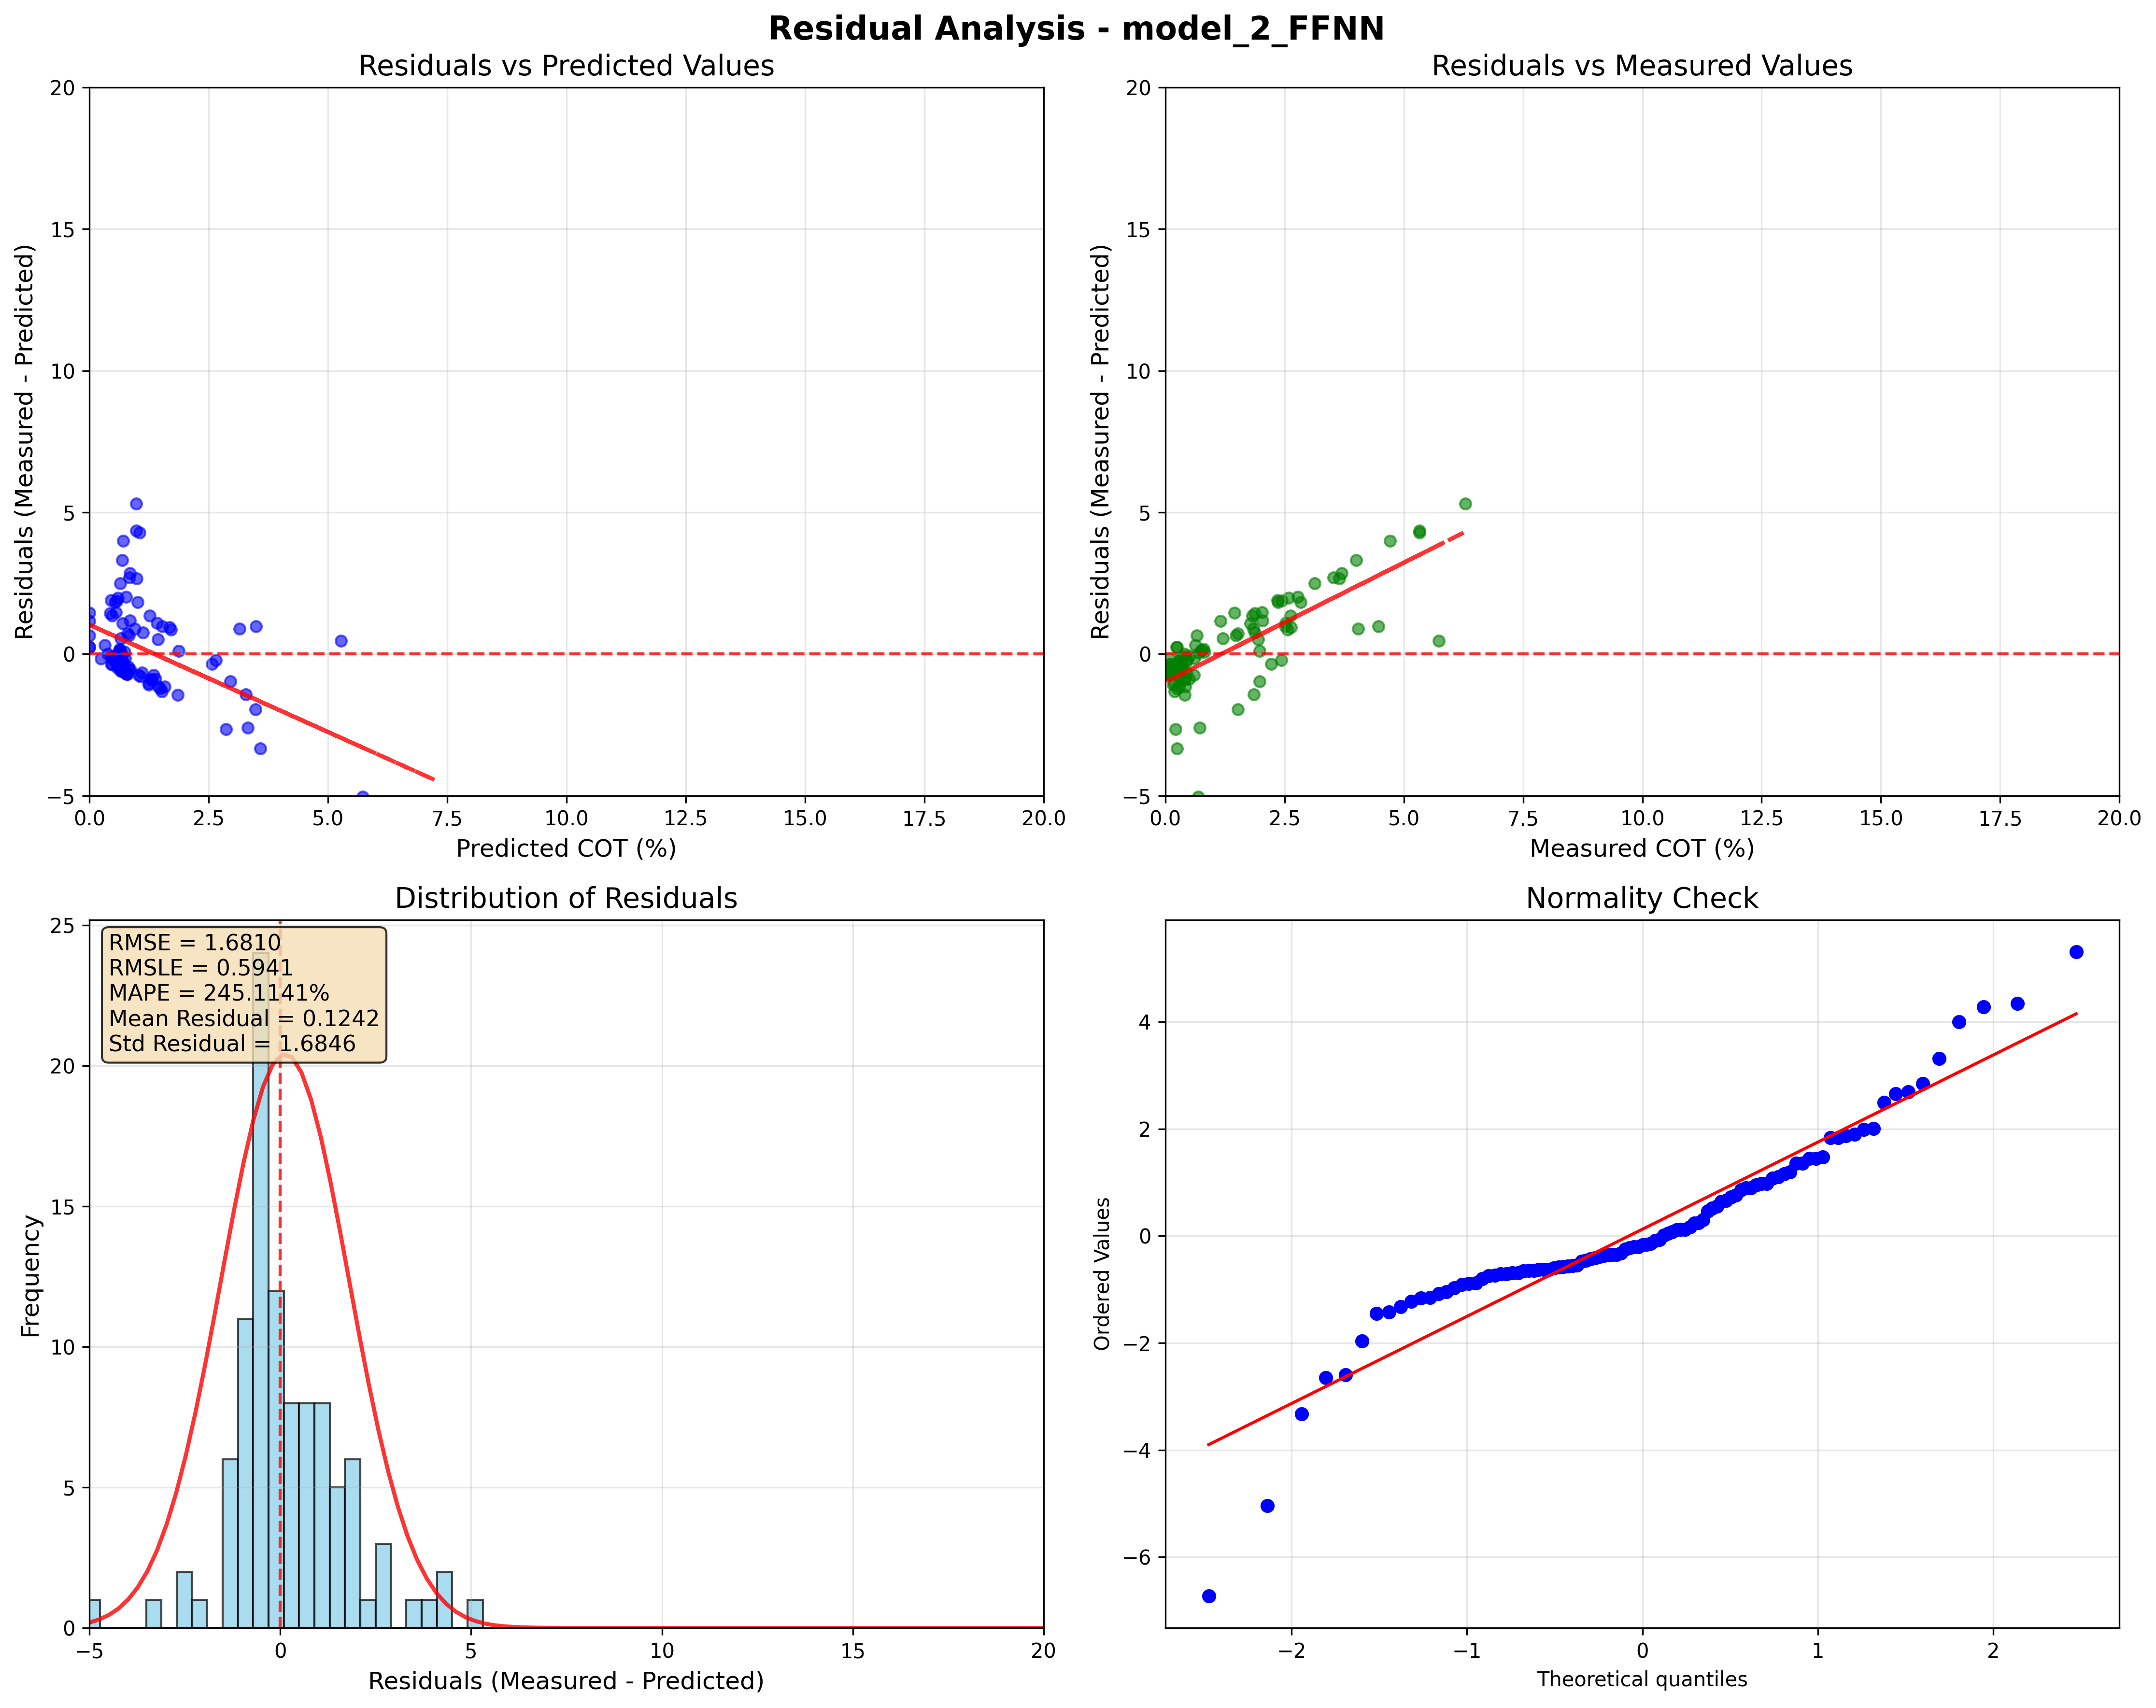 Residual Analysis - model_2_FFNN
Residuals vs Predicted Values
20
15
10
5
0
−5
0.0 2.5 5.0 7.5 10.0 12.5 15.0 17.5 20.0
Residuals (Measured - Predicted)
Predicted COT (%)
Residuals vs Measured Values
20
15
10
5
0
−5
0.0 2.5 5.0 7.5 10.0 12.5 15.0 17.5 20.0
Residuals (Measured - Predicted)
Measured COT (%)
Distribution of Residuals
RMSE = 1.6810
RMSLE = 0.5941
MAPE = 245.1141%
Mean Residual = 0.1242
Std Residual = 1.6846
25
20
15
10
5
0
−5 0 5 10 15 20
Frequency
Residuals (Measured - Predicted)
Normality Check
4
2
0
−2
−4
−6
−2 −1 0 1 2
Ordered Values
Theoretical quantiles